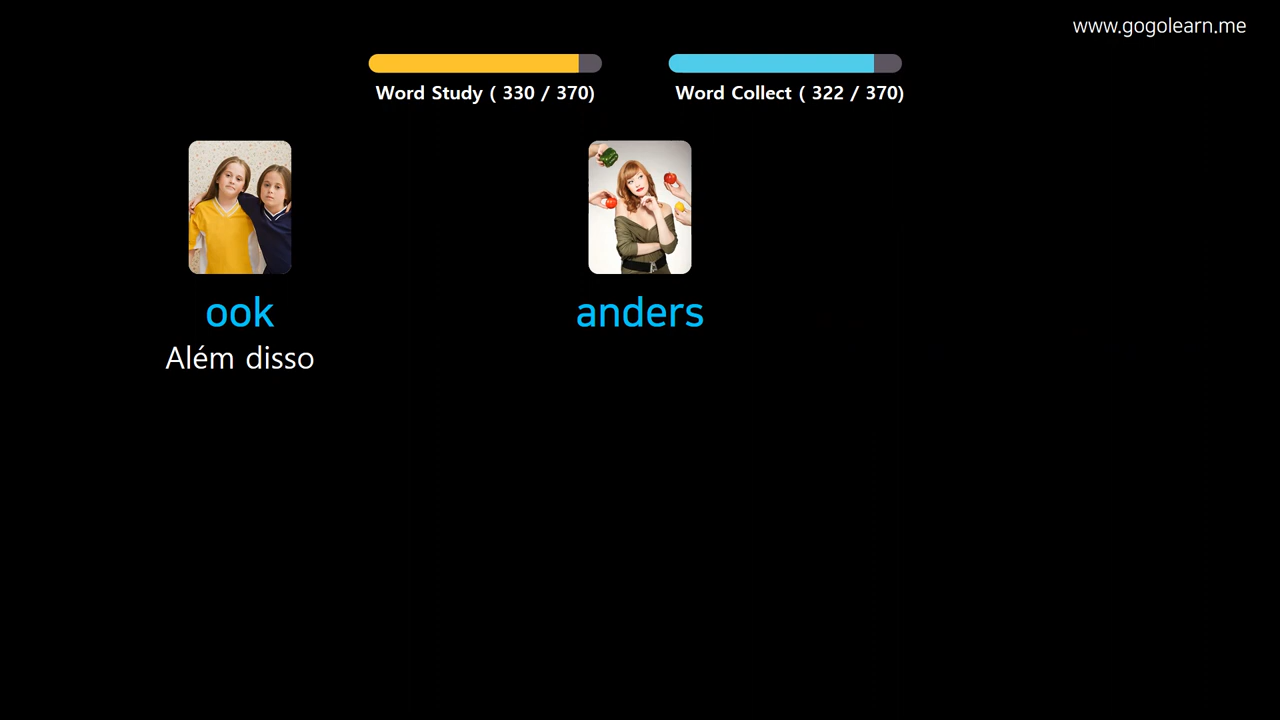 www.gogolearn.me
Word Study ( 330 / 370)
Word Collect ( 322 / 370)
ook
anders
Além disso